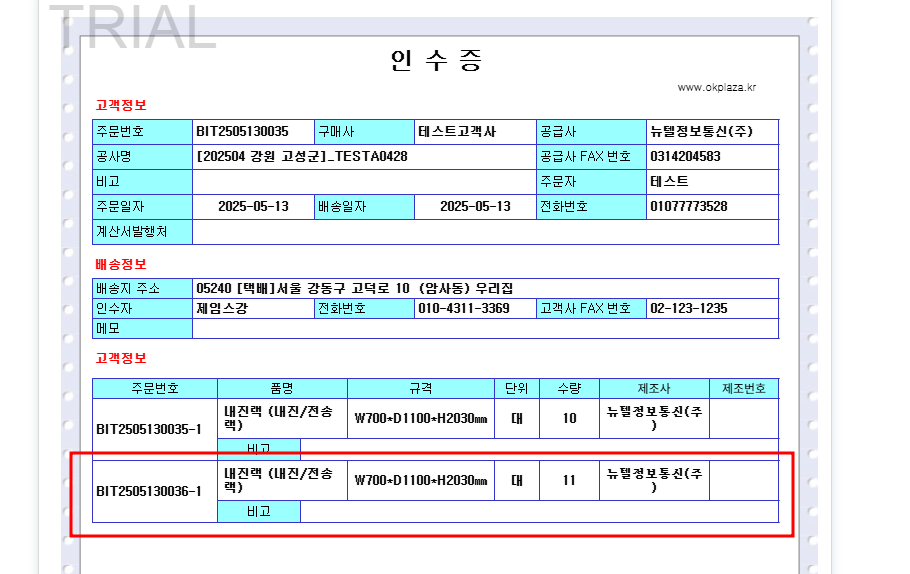 TRIAL
인 수 증
www.okplaza.kr
고객정보
주문번호 BIT2505130035 구매사 테스트고객사 공급사 뉴텔정보통신(주)
공사명 [202504 강원 고성군]_TESTA0428 공급사 FAX 번호 0314204583
비고 주문자 테스트
주문일자 2025-05-13 배송일자 2025-05-13 전화번호 01077773528
계산서발행처
배송정보
배송지 주소 05240 [택배]서울 강동구 고덕로 10 (암사동) 우리집
인수자 제임스강 전화번호 010-4311-3369 고객사 FAX 번호 02-123-1235
메모
고객정보
주문번호 품명 규격 단위 수량 제조사 제조번호
BIT2505130035-1 내진랙 (내진/전송 W700*D1100*H2030mm 대 10 뉴텔정보통신(주
랙) )
비고
BIT2505130036-1 내진랙 (내진/전송 W700*D1100*H2030mm 대 11 뉴텔정보통신(주
랙) )
비고